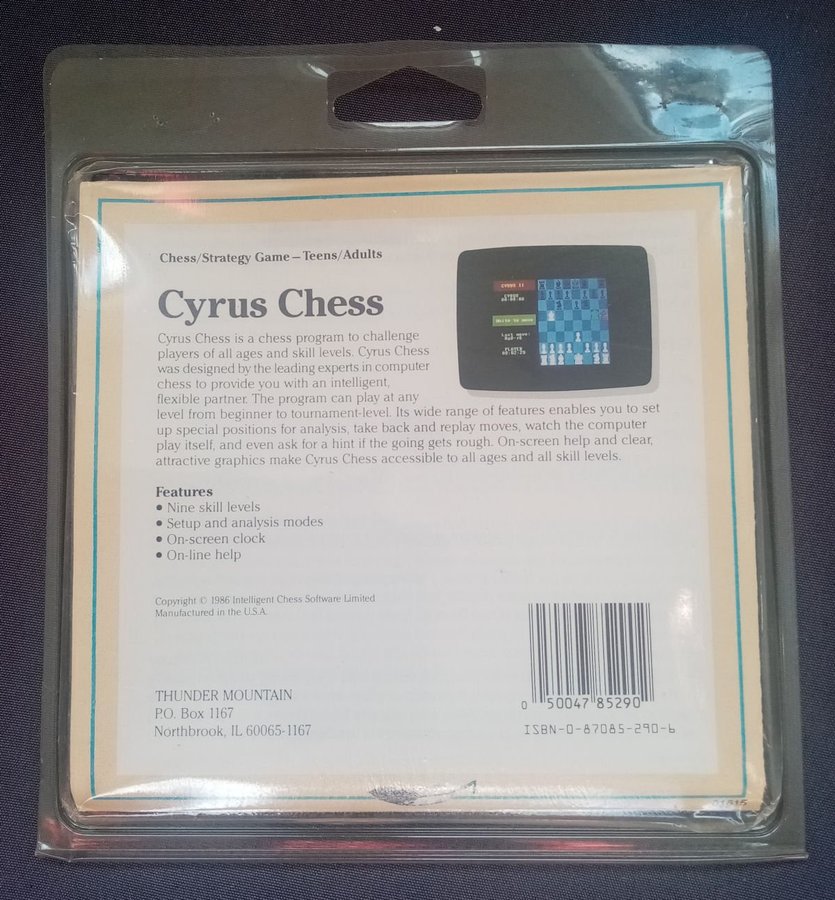 Chess/Strategy Game – Teens/Adults
Cyrus Chess
Cyrus Chess is a chess program to challenge
players of all ages and skill levels. Cyrus Chess
was designed by the leading experts in computer
chess to provide you with an intelligent,
flexible partner. The program can play at any
level from beginner to tournament-level. Its wide range of features enables you to set
up special positions for analysis, take back and replay moves, watch the computer
play itself, and even ask for a hint if the going gets rough. On-screen help and clear,
attractive graphics make Cyrus Chess accessible to all ages and all skill levels.
CYRUS II
CYRUS
White to move
Last move:
PLAYER
Features
• Nine skill levels
• Setup and analysis modes
• On-screen clock
• On-line help
Copyright © 1986 Intelligent Chess Software Limited
Manufactured in the U.S.A.
THUNDER MOUNTAIN
P.O. Box 1167
Northbrook, IL 60065-1167
0 50047 85290
ISBN-0-87085-290-6